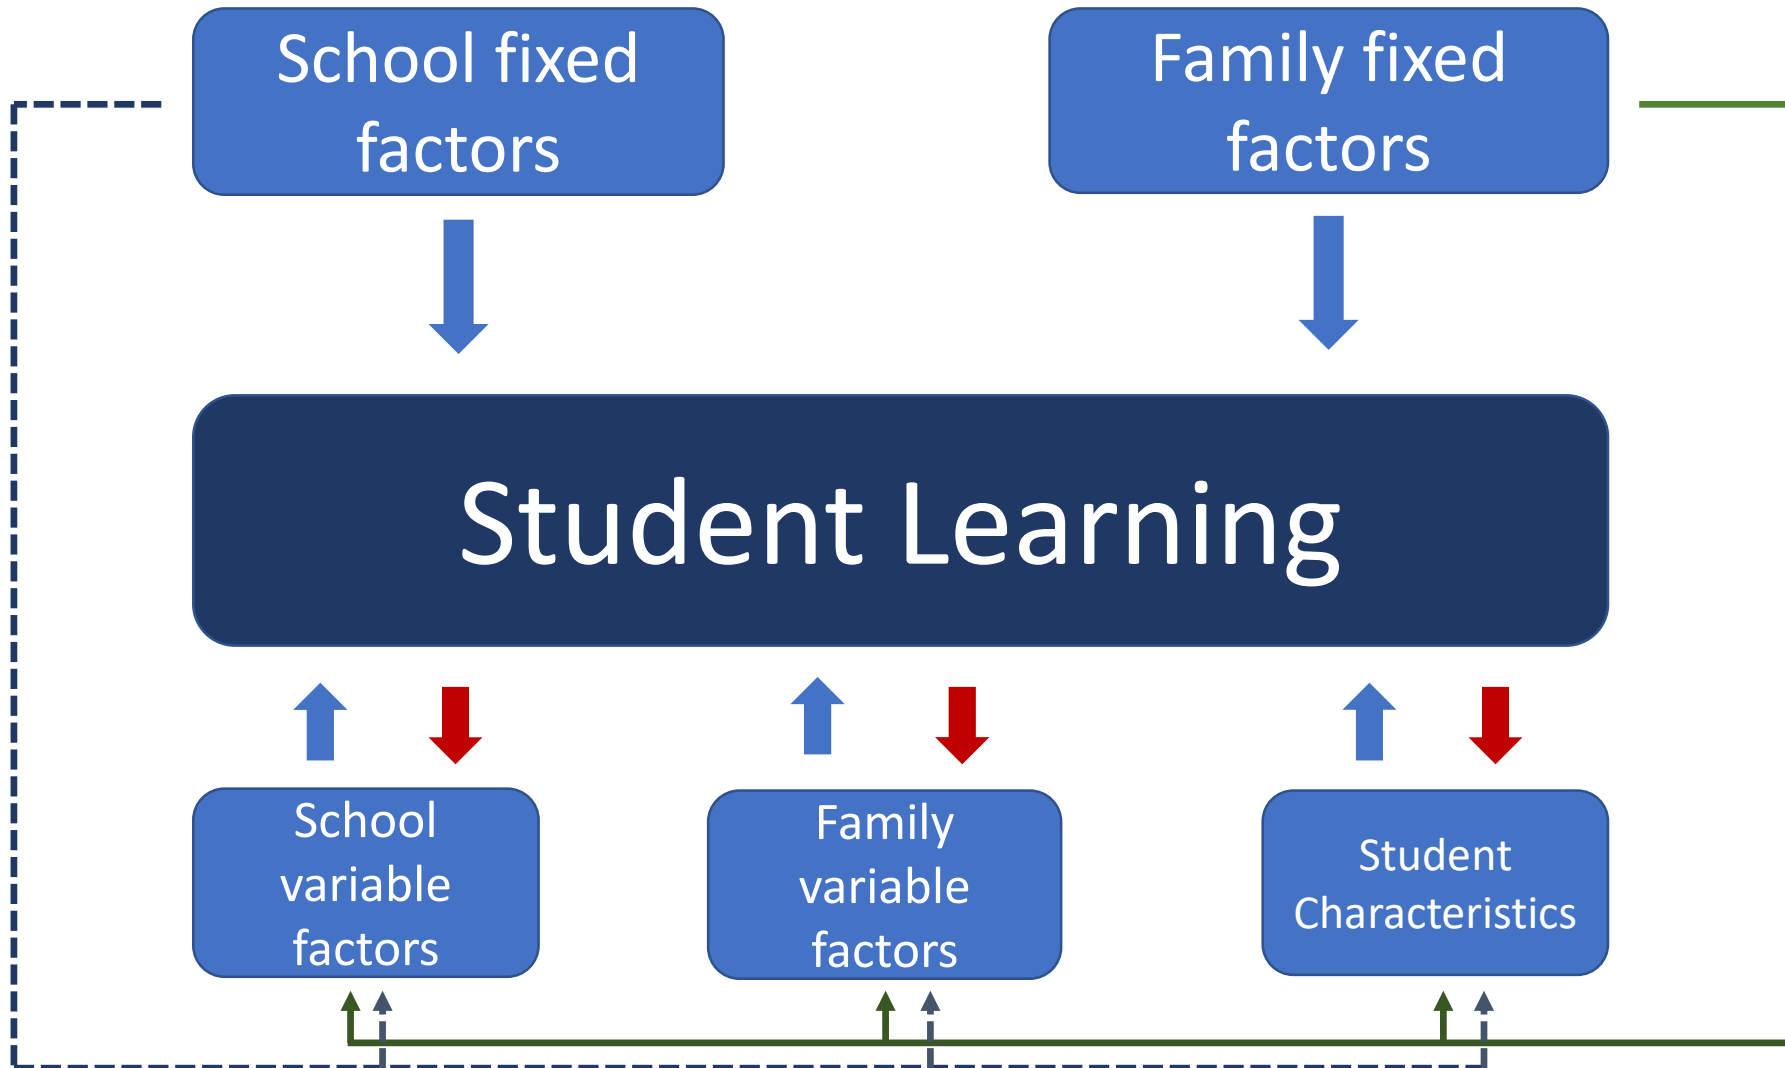 School fixed
factors
Family fixed
factors
Student Learning
School
variable
factors
Family
variable
factors
Student
Characteristics